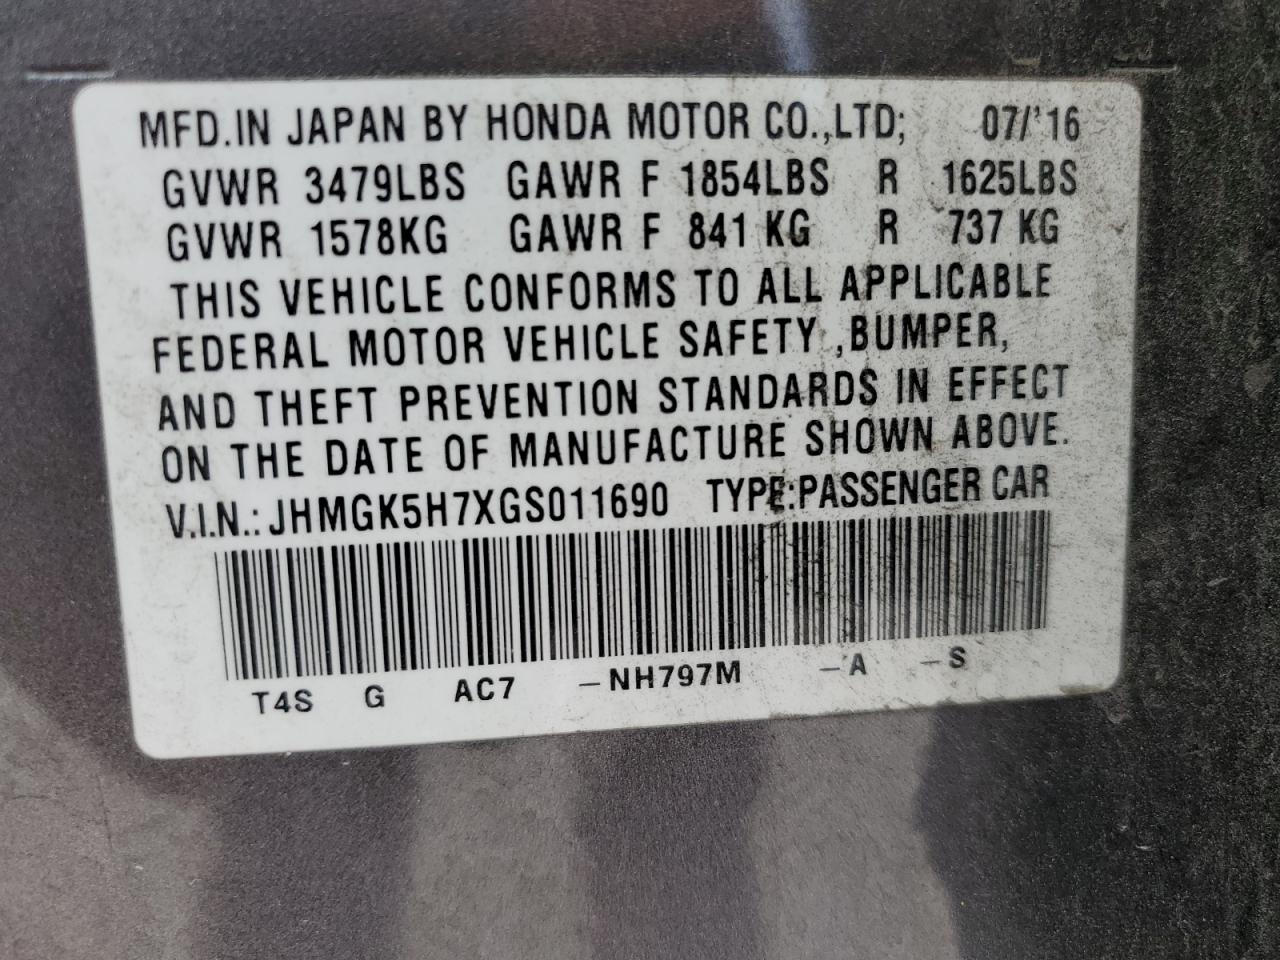 MFD.IN JAPAN BY HONDA MOTOR CO.,LTD; 07/'16
GVWR 3479LBS GAWR F 1854LBS R 1625LBS
GVWR 1578KG GAWR F 841 KG R 737 KG
THIS VEHICLE CONFORMS TO ALL APPLICABLE
FEDERAL MOTOR VEHICLE SAFETY ,BUMPER,
AND THEFT PREVENTION STANDARDS IN EFFECT
ON THE DATE OF MANUFACTURE SHOWN ABOVE.
V.I.N.: JHMGK5H7XGS011690 TYPE:PASSENGER CAR
T4S G AC7 –NH797M –A –S